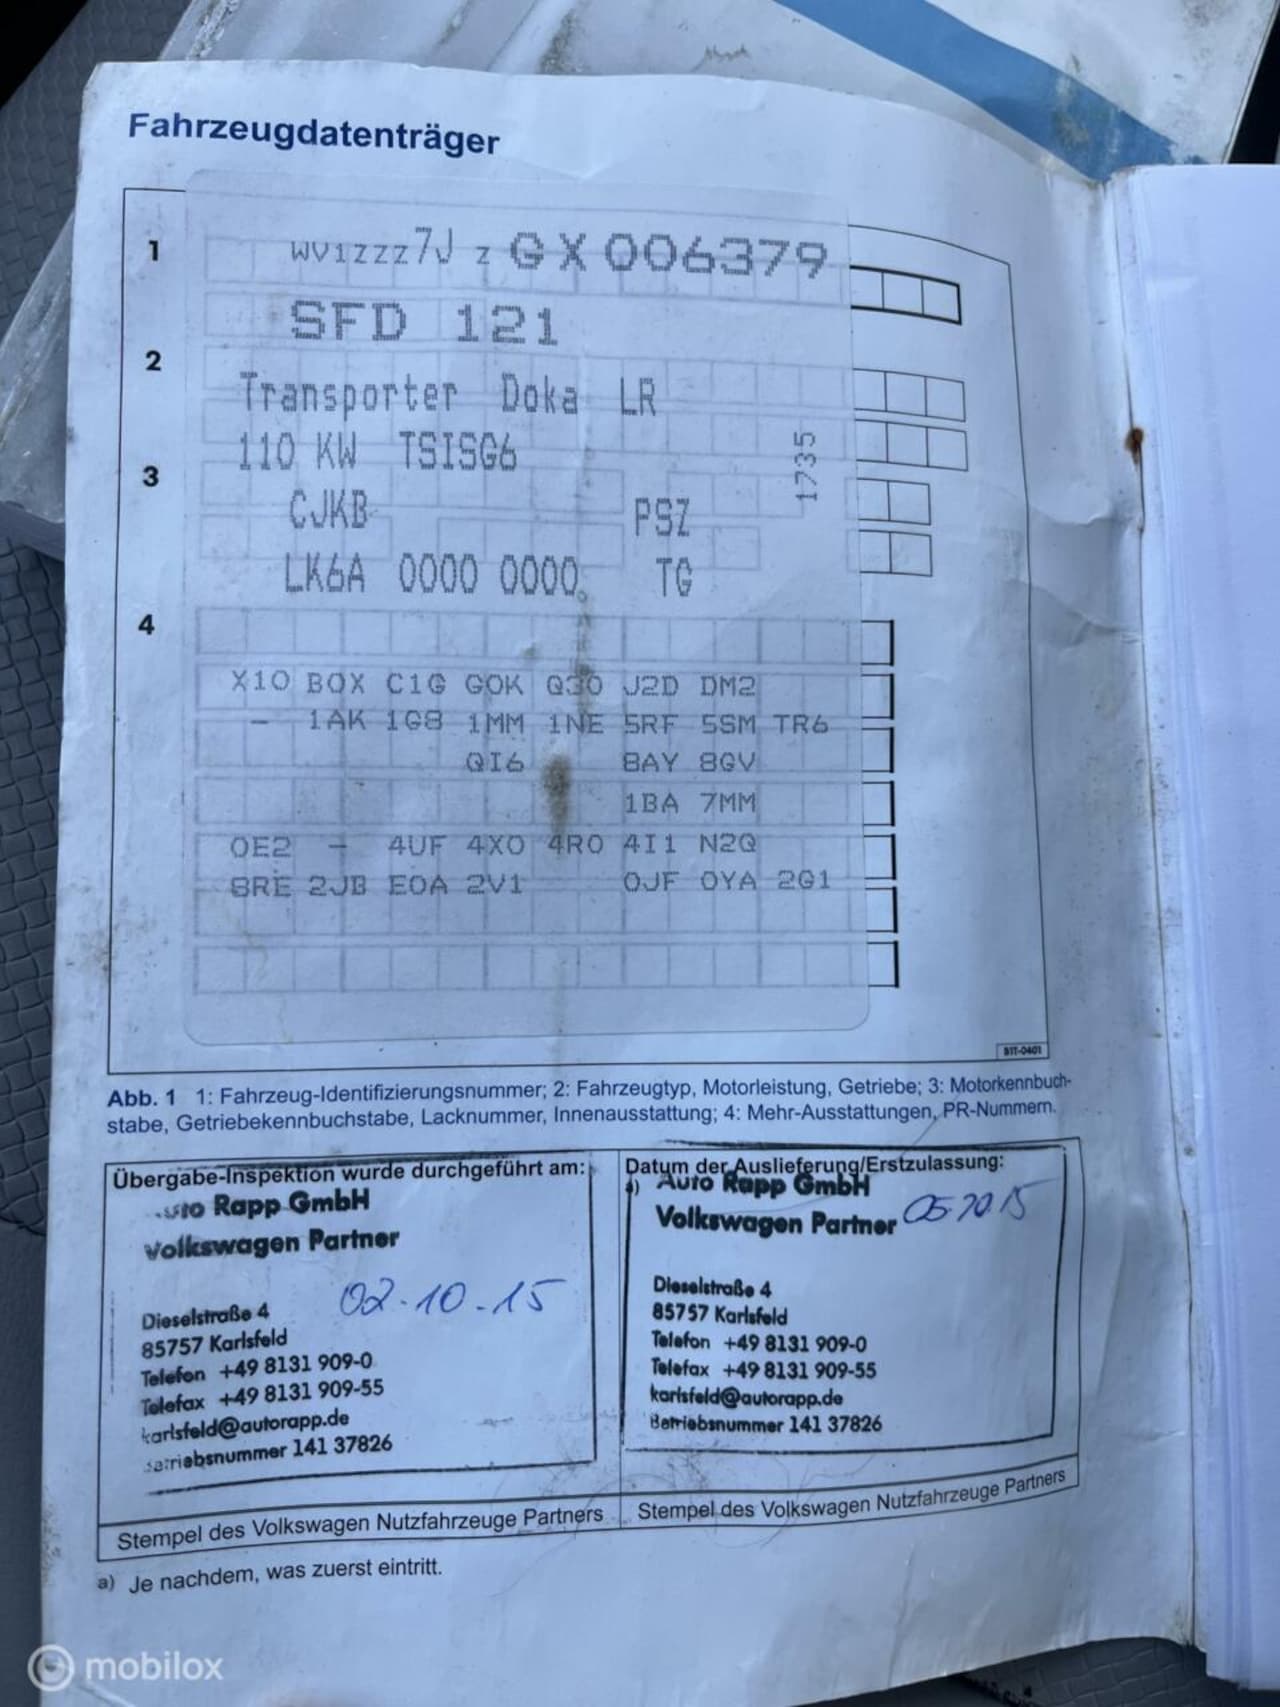 Fahrzeugdatenträger
1
WV1ZZZ7J Z GX006379
SFD 121
2
Transporter Doka LR
110 KW TSISG6
1735
3
CJKB PSZ
LK6A 0000 0000 TG
4
X10 B0X C1G G0K Q30 J2D DM2
- 1AK 1G8 1MM 1NE 5RF 5SM TR6
QI6 8AY 8GV
1BA 7MM
0E2 - 4UF 4X0 4R0 4I1 N2Q
8RE 2JB E0A 2V1 0JF 0YA 2G1
B1T-0401
Abb. 1 1: Fahrzeug-Identifizierungsnummer; 2: Fahrzeugtyp, Motorleistung, Getriebe; 3: Motorkennbuch-
stabe, Getriebekennbuchstabe, Lacknummer, Innenausstattung; 4: Mehr-Ausstattungen, PR-Nummern.
Übergabe-Inspektion wurde durchgeführt am:
Auto Rapp GmbH
Volkswagen Partner
02.10.15
Dieselstraße 4
85757 Karlsfeld
Telefon +49 8131 909-0
Telefax +49 8131 909-55
karlsfeld@autorapp.de
Betriebsnummer 141 37826
Stempel des Volkswagen Nutzfahrzeuge Partners
Datum der Auslieferung/Erstzulassung:
a) Auto Rapp GmbH
Volkswagen Partner 05.10.15
Dieselstraße 4
85757 Karlsfeld
Telefon +49 8131 909-0
Telefax +49 8131 909-55
karlsfeld@autorapp.de
Betriebsnummer 141 37826
Stempel des Volkswagen Nutzfahrzeuge Partners
a) Je nachdem, was zuerst eintritt.
mobilox